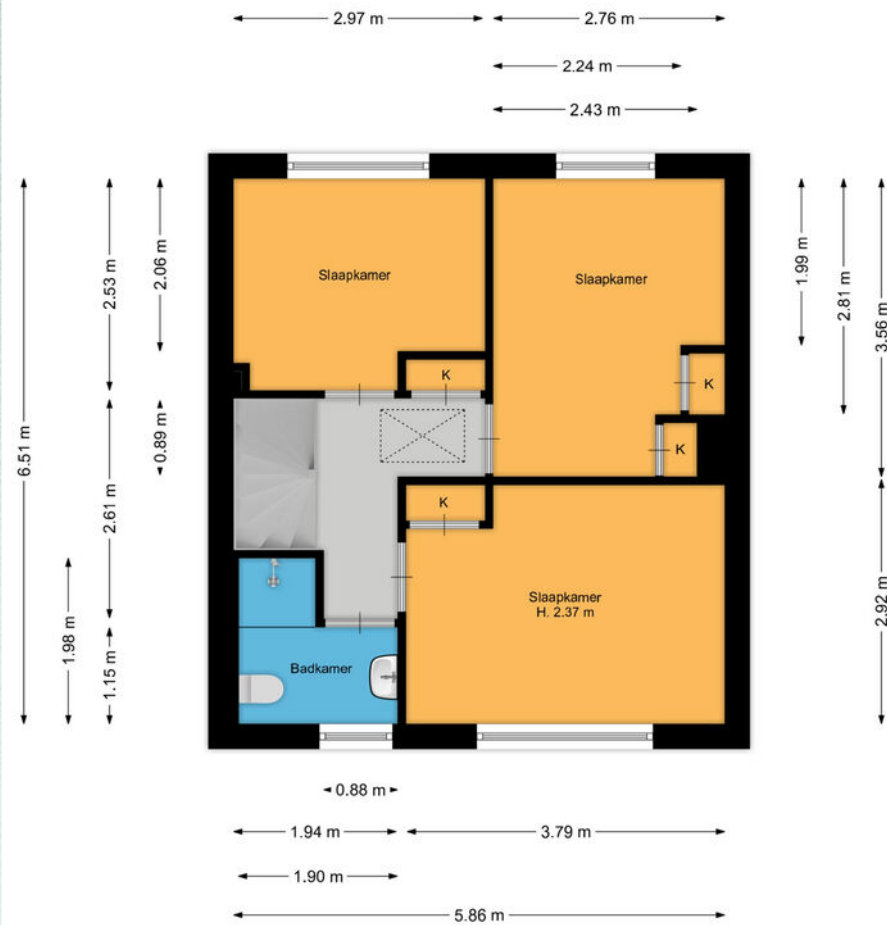 2.97 m
2.76 m
2.24 m
2.43 m
6.51 m
2.53 m
2.06 m
1.99 m
2.81 m
3.56 m
Slaapkamer
Slaapkamer
K
K
K
0.89 m
2.61 m
K
Slaapkamer
H. 2.37 m
1.98 m
1.15 m
Badkamer
2.92 m
0.88 m
1.94 m
3.79 m
1.90 m
5.86 m